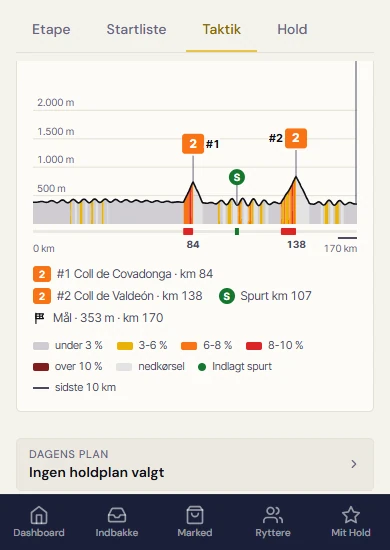 Etape Startliste Taktik Hold
2.000 m
1.500 m
2 #1 #2 2
1.000 m
S
500 m
0 km 84 138 170 km
2 #1 Coll de Covadonga · km 84
2 #2 Coll de Valdeón · km 138 S Spurt km 107
Mål · 353 m · km 170
under 3 % 3-6 % 6-8 % 8-10 %
over 10 % nedkørsel Indlagt spurt
sidste 10 km
DAGENS PLAN
Ingen holdplan valgt
Dashboard Indbakke Marked Ryttere Mit Hold